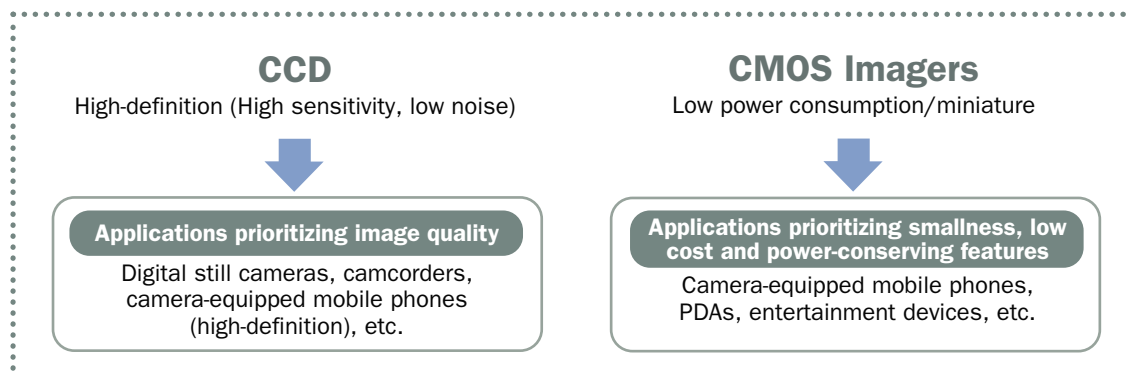 CCD
High-definition (High sensitivity, low noise)
Applications prioritizing image quality
Digital still cameras, camcorders,
camera-equipped mobile phones
(high-definition), etc.
CMOS Imagers
Low power consumption/miniature
Applications prioritizing smallness, low
cost and power-conserving features
Camera-equipped mobile phones,
PDAs, entertainment devices, etc.